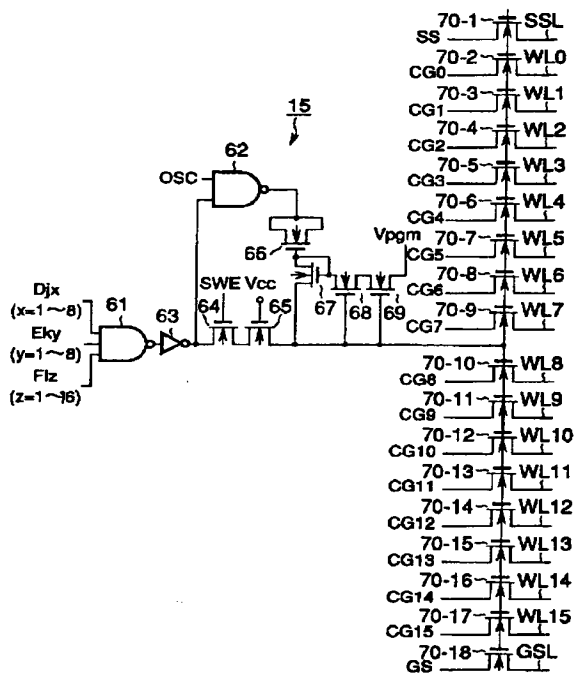 70-1 SSL
SS
70-2 WL0
CG0
70-3 WL1
CG1
70-4 WL2
CG2
70-5 WL3
CG3
70-6 WL4
CG4
70-7 WL5
CG5
70-8 WL6
CG6
70-9 WL7
CG7
15
62
OSC
66
Vpgm
67
68
69
SWE Vcc
64
65
61
63
Djx
(x=1~8)
Eky
(y=1~8)
Flz
(z=1~16)
70-10 WL8
CG8
70-11 WL9
CG9
70-12 WL10
CG10
70-13 WL11
CG11
70-14 WL12
CG12
70-15 WL13
CG13
70-16 WL14
CG14
70-17 WL15
CG15
70-18 GSL
GS